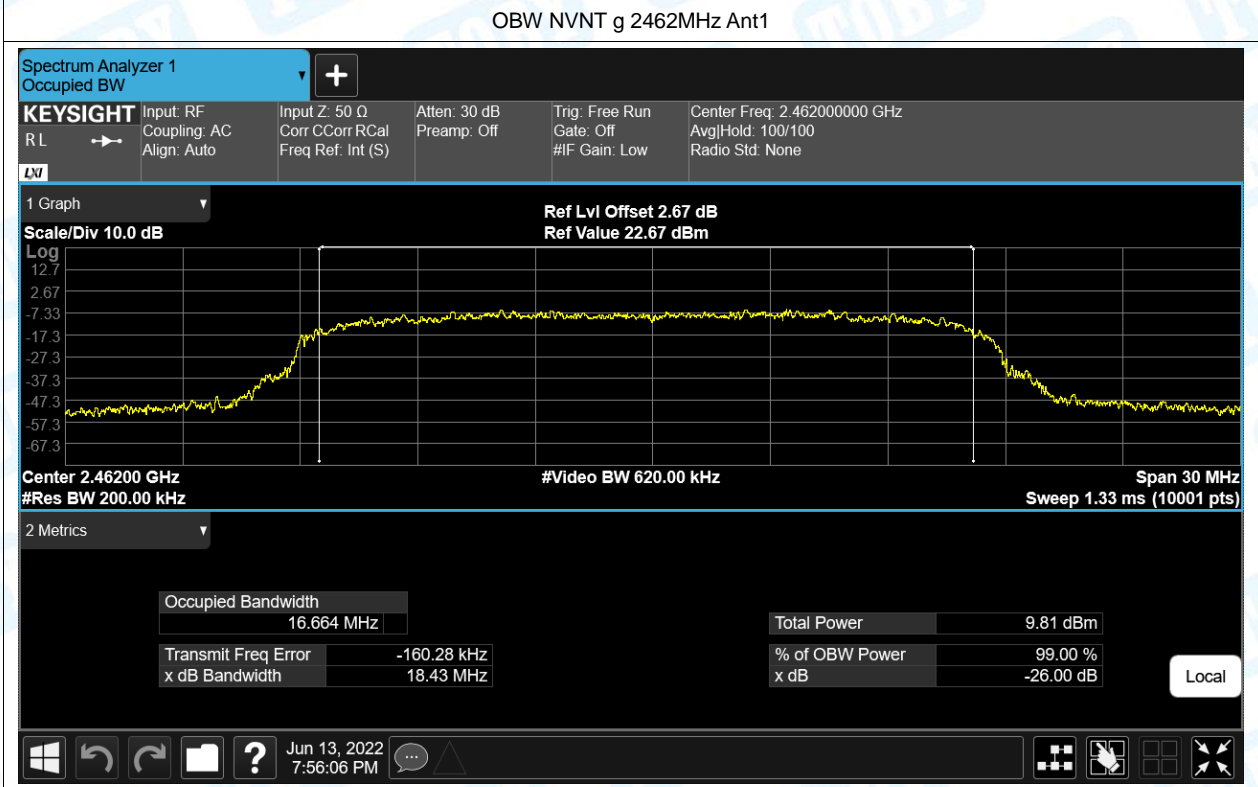 OBW NVNT g 2462MHz Ant1
Spectrum Analyzer 1
Occupied BW
KEYSIGHT
R L
LXI
Input: RF
Coupling: AC
Align: Auto
Input Z: 50 Ω
Corr CCorr RCal
Freq Ref: Int (S)
Atten: 30 dB
Preamp: Off
Trig: Free Run
Gate: Off
#IF Gain: Low
Center Freq: 2.462000000 GHz
Avg|Hold: 100/100
Radio Std: None
1 Graph
Scale/Div 10.0 dB
Ref Lvl Offset 2.67 dB
Ref Value 22.67 dBm
Log
12.7
2.67
-7.33
-17.3
-27.3
-37.3
-47.3
-57.3
-67.3
Center 2.46200 GHz
#Res BW 200.00 kHz
#Video BW 620.00 kHz
Span 30 MHz
Sweep 1.33 ms (10001 pts)
2 Metrics
Occupied Bandwidth
16.664 MHz
Transmit Freq Error -160.28 kHz
x dB Bandwidth 18.43 MHz
Total Power 9.81 dBm
% of OBW Power 99.00 %
x dB -26.00 dB
Local
?
Jun 13, 2022
7:56:06 PM
TOBY